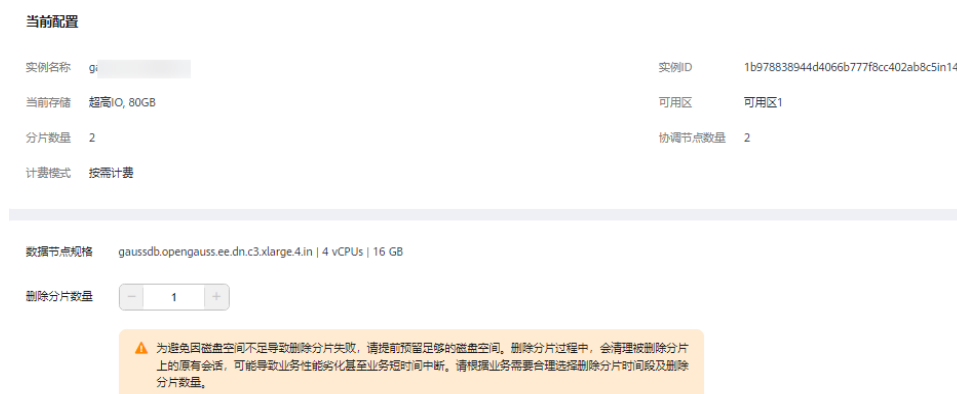 当前配置
实例名称 ga
实例ID 1b978838944d4066b777f8cc402ab8c5in14
当前存储 超高IO, 80GB
可用区 可用区1
分片数量 2
协调节点数量 2
计费模式 按需计费
数据节点规格 gaussdb.opengauss.ee.dn.c3.xlarge.4.in | 4 vCPUs | 16 GB
删除分片数量 − 1 +
为避免因磁盘空间不足导致删除分片失败，请提前预留足够的磁盘空间。删除分片过程中，会清理被删除分片
上的原有会话，可能导致业务性能劣化甚至业务短时间中断。请根据业务需要合理选择删除分片时间段及删除
分片数量。